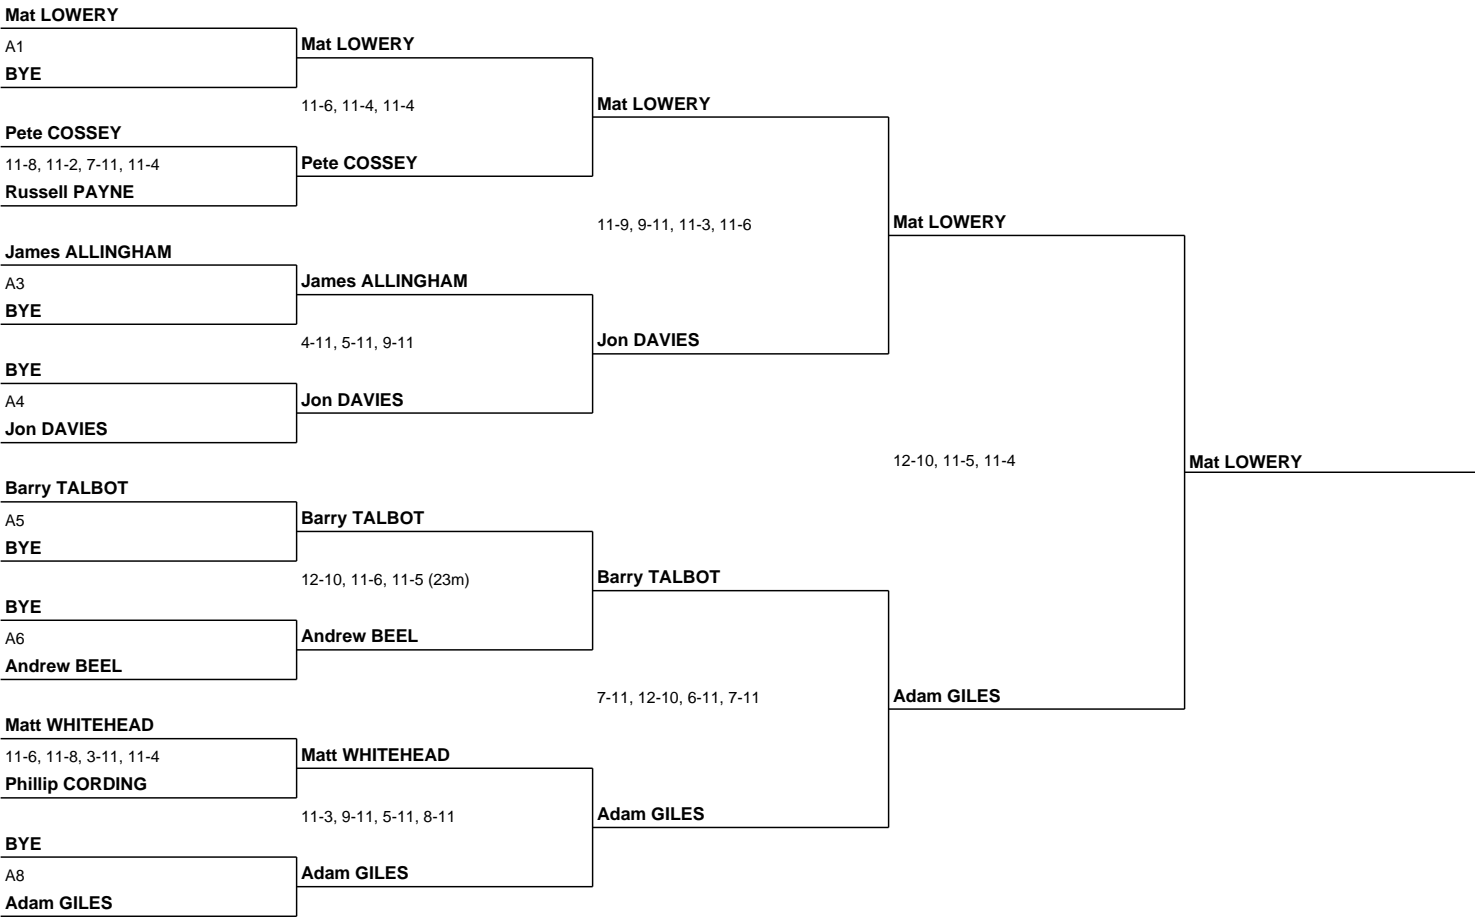 Mat LOWERY
A1
BYE
Pete COSSEY
11-8, 11-2, 7-11, 11-4
Russell PAYNE
James ALLINGHAM
A3
BYE
BYE
A4
Jon DAVIES
Barry TALBOT
A5
BYE
BYE
A6
Andrew BEEL
Matt WHITEHEAD
11-6, 11-8, 3-11, 11-4
Phillip CORDING
BYE
A8
Adam GILES
Mat LOWERY
11-6, 11-4, 11-4
Pete COSSEY
James ALLINGHAM
4-11, 5-11, 9-11
Jon DAVIES
Barry TALBOT
12-10, 11-6, 11-5 (23m)
Andrew BEEL
Matt WHITEHEAD
11-3, 9-11, 5-11, 8-11
Adam GILES
Mat LOWERY
11-9, 9-11, 11-3, 11-6
Jon DAVIES
Barry TALBOT
7-11, 12-10, 6-11, 7-11
Adam GILES
Mat LOWERY
12-10, 11-5, 11-4
Adam GILES
Mat LOWERY